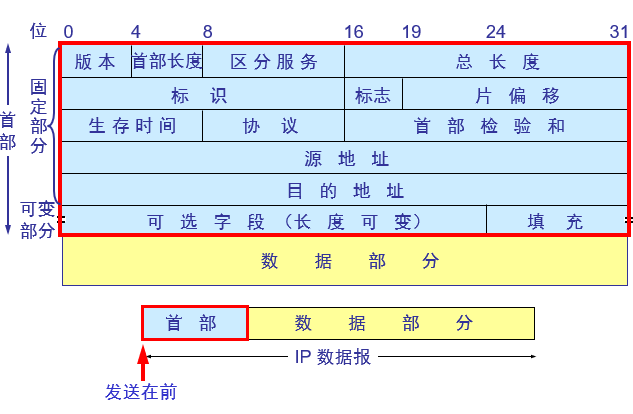 位 0 4 8 16 19 24 31
版本 首部长度 区分服务 总长度
标识 标志 片偏移
生存时间 协议 首部检验和
源地址
目的地址
可选字段（长度可变） 填充
数据部分
首部
固定部分
可变部分
首部 数据部分
IP 数据报
发送在前